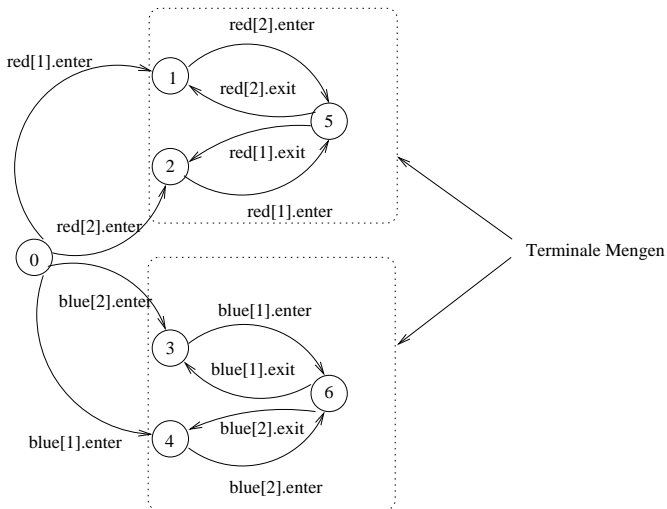 red[2].enter
red[1].enter
1
red[2].exit
5
red[1].exit
2
red[1].enter
red[2].enter
0
Terminale Mengen
blue[2].enter
blue[1].enter
3
blue[1].exit
6
blue[2].exit
4
blue[1].enter
blue[2].enter